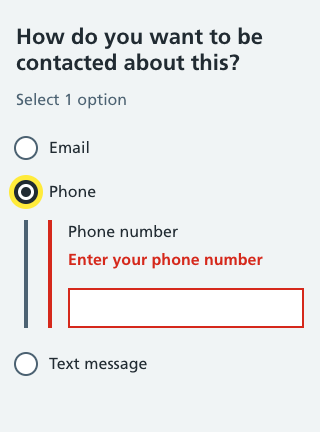 How do you want to be
contacted about this?
Select 1 option
Email
Phone
Phone number
Enter your phone number
Text message